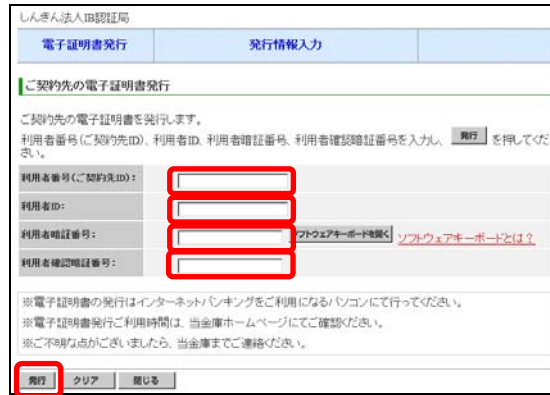 しんきん法人IB認証局
電子証明書発行 発行情報入力
ご契約先の電子証明書発行
ご契約先の電子証明書を発行します。
利用者番号(ご契約先ID)、利用者ID、利用者暗証番号、利用者確認暗証番号を入力し、 発行 を押してくだ
さい。
利用者番号(ご契約先ID):
利用者ID:
利用者暗証番号: ソフトウェアキーボードを開く ソフトウェアキーボードとは?
利用者確認暗証番号:
※電子証明書の発行はインターネットバンキングをご利用になるパソコンにて行ってください。
※電子証明書発行ご利用時間は、当金庫ホームページにてご確認ください。
※ご不明な点がございましたら、当金庫までご連絡ください。
発行 クリア 閉じる